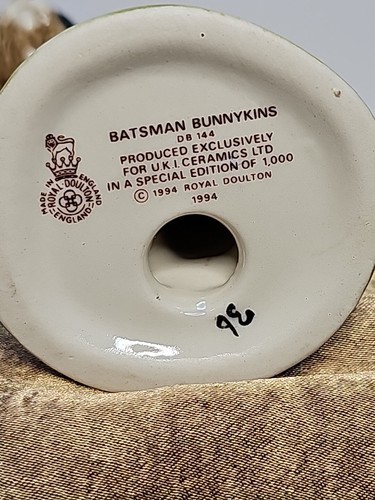 BATSMAN BUNNYKINS
DB 144
PRODUCED EXCLUSIVELY
FOR U.K.I. CERAMICS LTD
IN A SPECIAL EDITION OF 1,000
© 1994 ROYAL DOULTON
1994
MADE IN ENGLAND
ROYAL DOULTON
ENGLAND